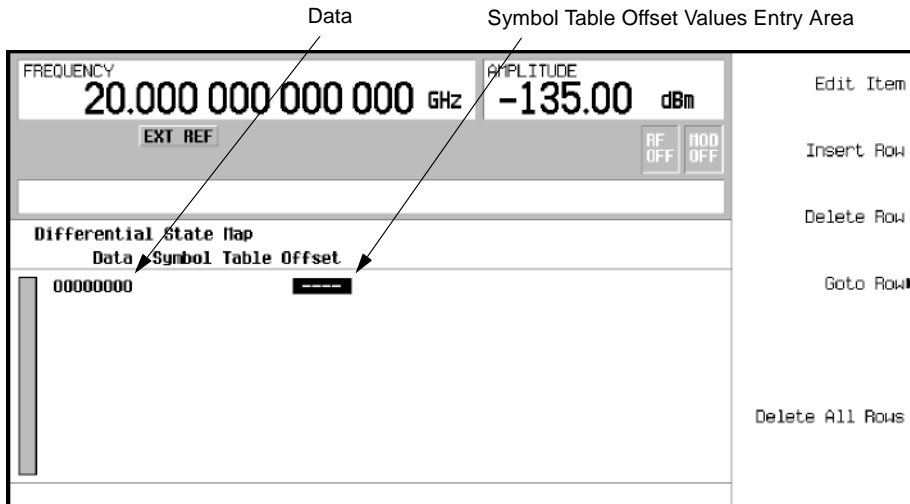 Data
Symbol Table Offset Values Entry Area
FREQUENCY
20.000 000 000 000 GHz
AMPLITUDE
-135.00 dBm
EXT REF
RF OFF
MOD OFF
Differential State Map
Data Symbol Table Offset
00000000 ----
Edit Item
Insert Row
Delete Row
Goto Row
Delete All Rows